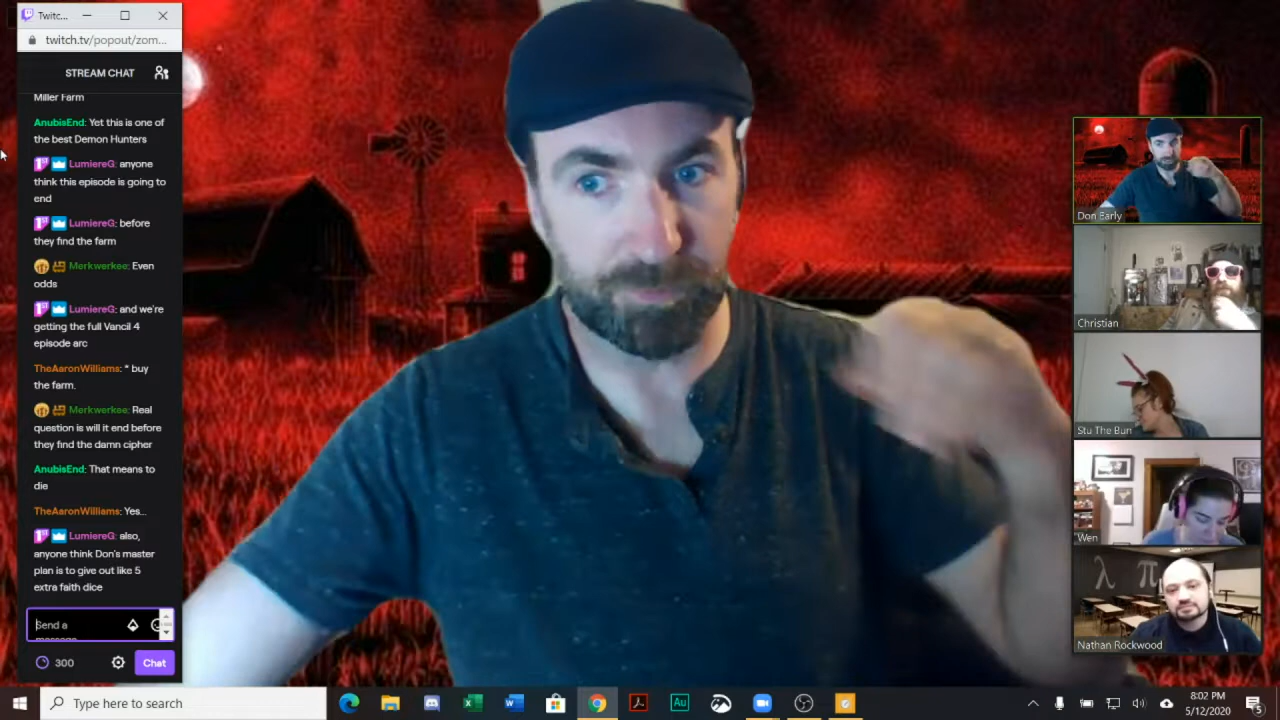 Twitc...
twitch.tv/popout/zom...
STREAM CHAT
Miller Farm
AnubisEnd: Yet this is one of
the best Demon Hunters
LumiereG: anyone
think this episode is going to
end
LumiereG: before
they find the farm
Merkwerkee: Even
odds
LumiereG: and we're
getting the full Vancil 4
episode arc
TheAaronWilliams: * buy
the farm.
Merkwerkee: Real
question is will it end before
they find the damn cipher
AnubisEnd: That means to
die
TheAaronWilliams: Yes...
LumiereG: also,
anyone think Don's master
plan is to give out like 5
extra faith dice
Send a
message
300
Chat
Don Early
Christian
Stu The Bun
λ π
"Wen
Nathan Rockwood
Type here to search
Au
8:02 PM
5/12/2020
5